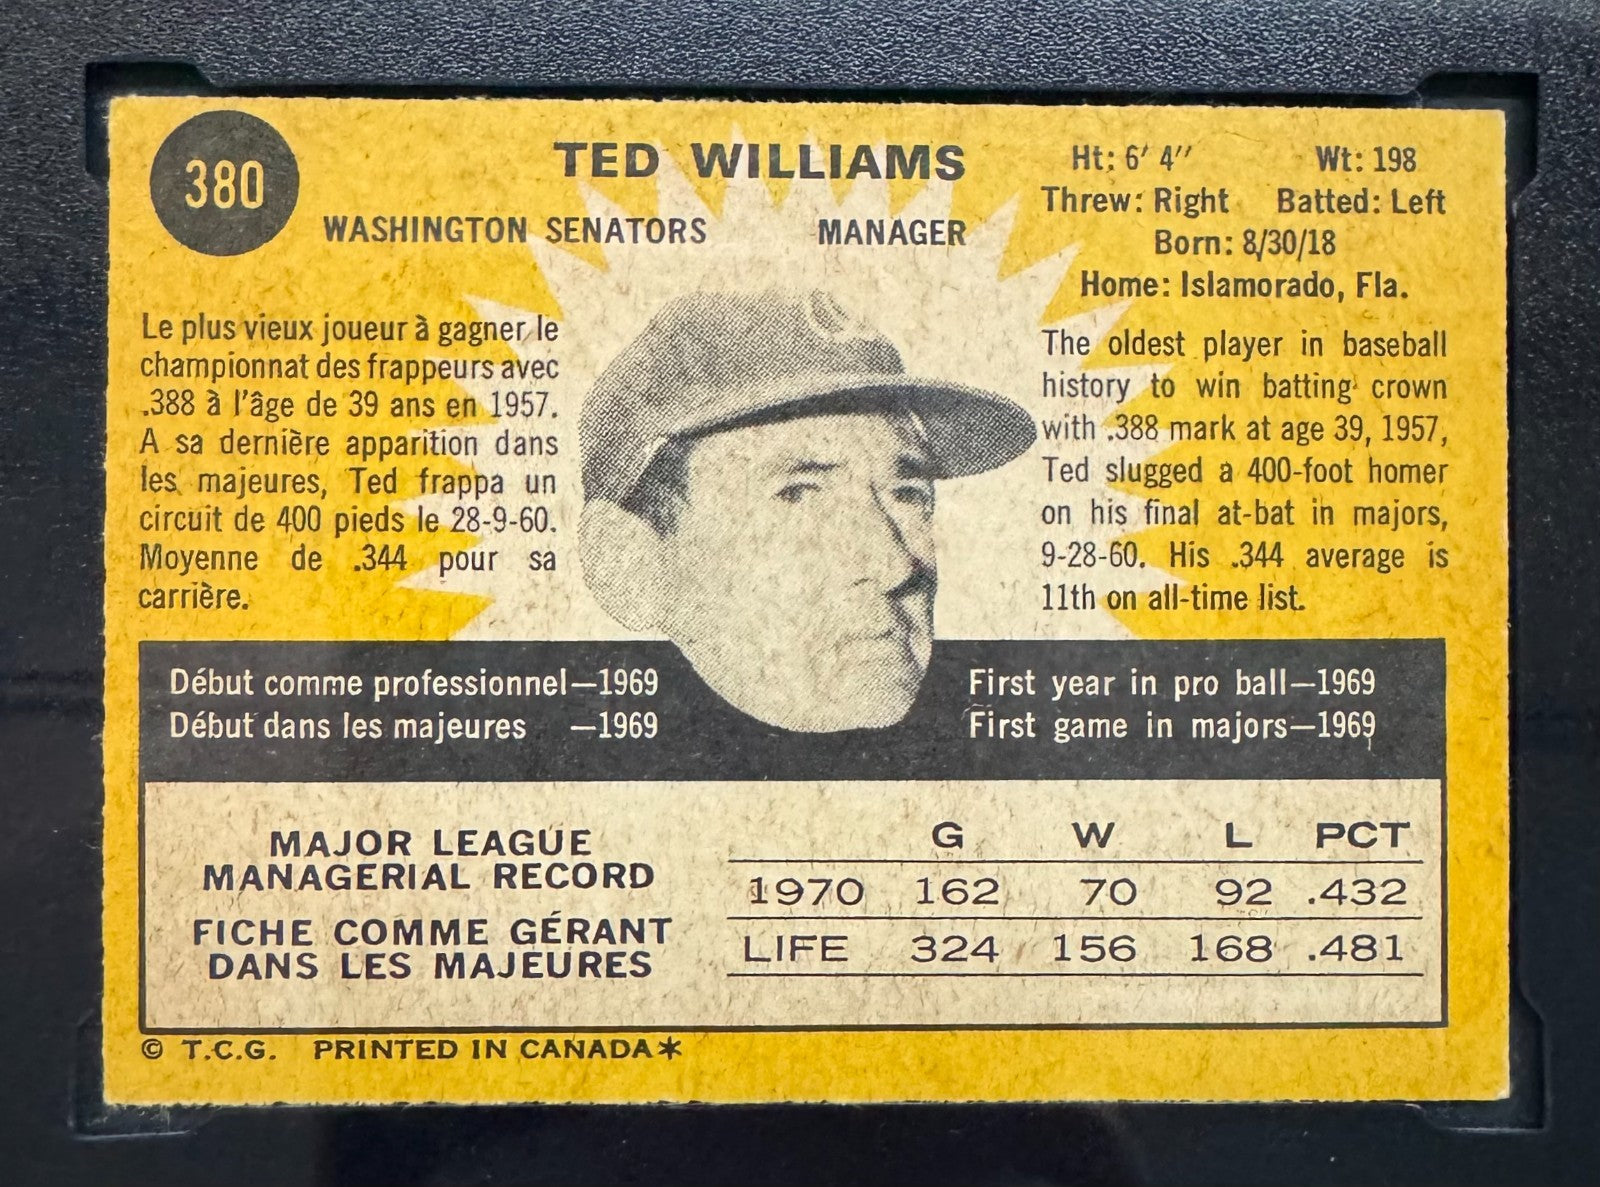 380
TED WILLIAMS
WASHINGTON SENATORS MANAGER
Ht: 6' 4'' Wt: 198
Threw: Right Batted: Left
Born: 8/30/18
Home: Islamorado, Fla.
Le plus vieux joueur à gagner le
championnat des frappeurs avec
.388 à l'âge de 39 ans en 1957.
A sa dernière apparition dans
les majeures, Ted frappa un
circuit de 400 pieds le 28-9-60.
Moyenne de .344 pour sa
carrière.
The oldest player in baseball
history to win batting crown
with .388 mark at age 39, 1957,
Ted slugged a 400-foot homer
on his final at-bat in majors,
9-28-60. His .344 average is
11th on all-time list.
Début comme professionnel—1969
Début dans les majeures —1969
First year in pro ball—1969
First game in majors—1969
MAJOR LEAGUE
MANAGERIAL RECORD
FICHE COMME GÉRANT
DANS LES MAJEURES
G W L PCT
1970 162 70 92 .432
LIFE 324 156 168 .481
© T.C.G. PRINTED IN CANADA*